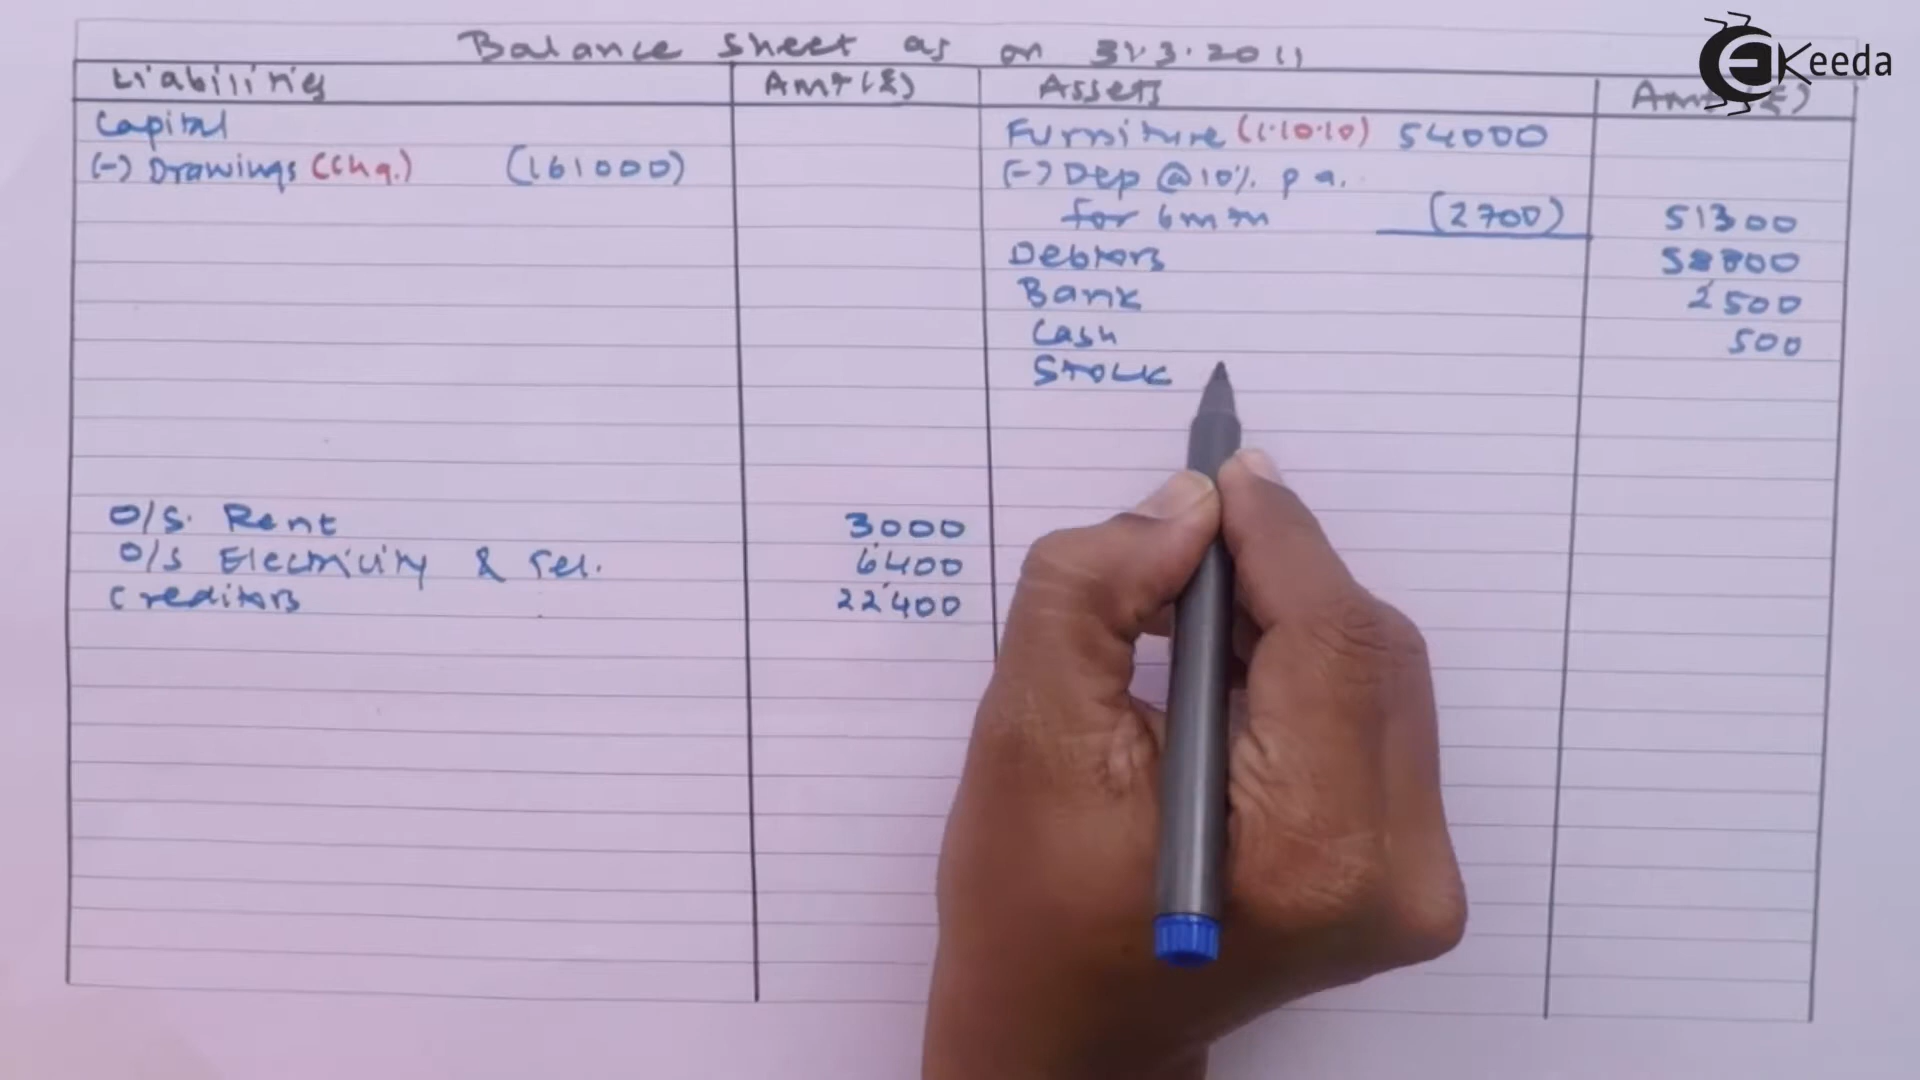 Keeda
Balance sheet as on 31.3.2011
Liabilities Amt (₹) Assets Amt (₹)
Capital Furniture (1.10.10) 54000
(-) Drawings (Chq.) (161000) (-) Dep @ 10% p a.
for 6 mm (2700) 51300
Debtors
Bank 2500
Cash 500
Stock
O/S. Rent 3000
O/S Electricity & Tel. 6400
Creditors 22400